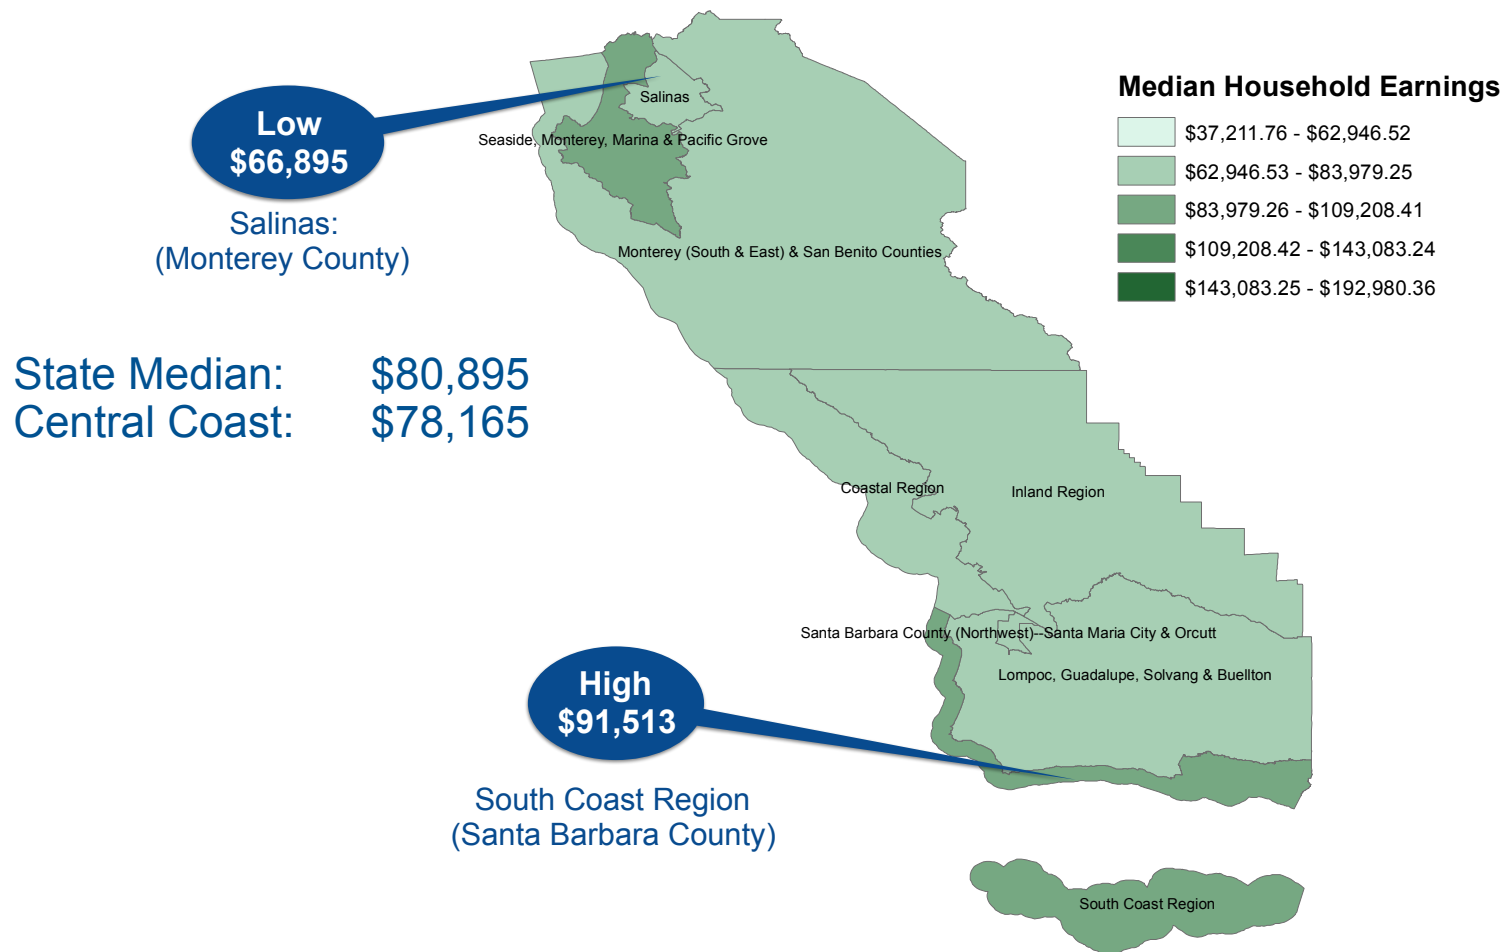 Median Household Earnings
$37,211.76 - $62,946.52
$62,946.53 - $83,979.25
$83,979.26 - $109,208.41
$109,208.42 - $143,083.24
$143,083.25 - $192,980.36
Low
$66,895
Salinas:
(Monterey County)
Salinas
Seaside, Monterey, Marina & Pacific Grove
Monterey (South & East) & San Benito Counties
State Median: $80,895
Central Coast: $78,165
Coastal Region
Inland Region
Santa Barbara County (Northwest)--Santa Maria City & Orcutt
Lompoc, Guadalupe, Solvang & Buellton
High
$91,513
South Coast Region
(Santa Barbara County)
South Coast Region